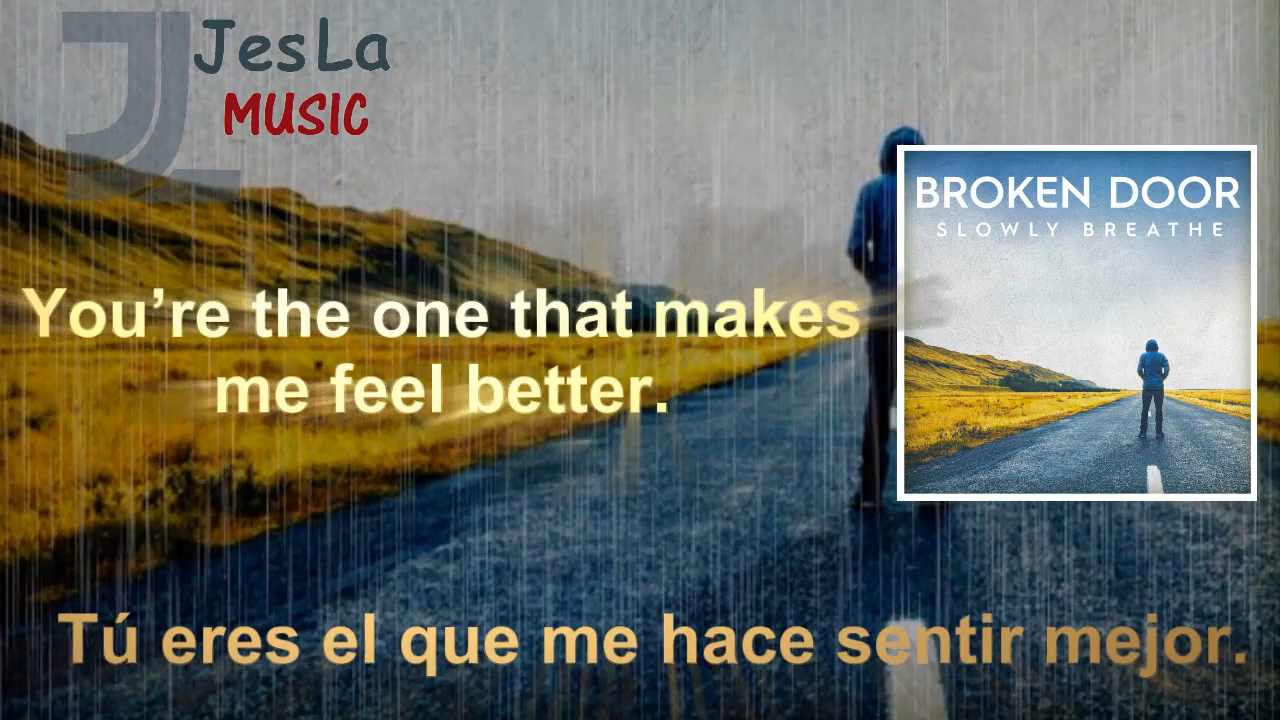 JesLa
MUSIC
BROKEN DOOR
SLOWLY BREATHE
You’re the one that makes
me feel better.
Tú eres el que me hace sentir mejor.